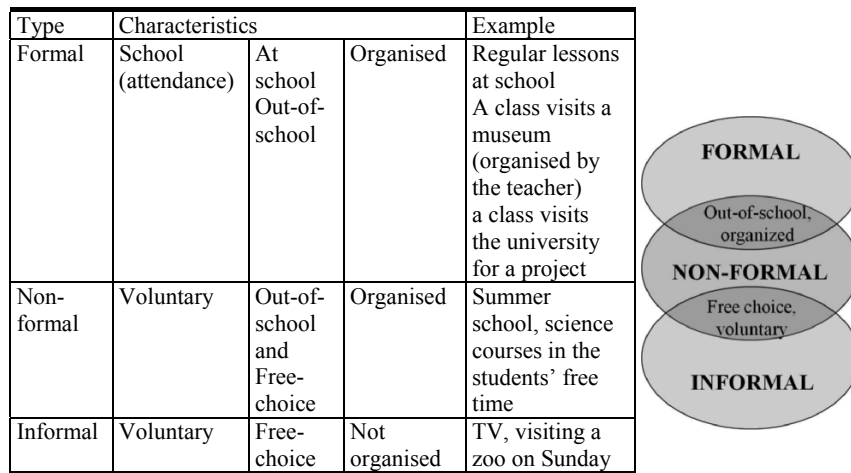 Type Characteristics Example
Formal School At Organised Regular lessons
(attendance) school at school
Out-of- A class visits a
school museum
(organised by
the teacher)
a class visits
the university
for a project
Non- Voluntary Out-of- Organised Summer
formal school school, science
and courses in the
Free- students’ free
choice time
Informal Voluntary Free- Not TV, visiting a
choice organised zoo on Sunday
FORMAL
Out-of-school,
organized
NON-FORMAL
Free choice,
voluntary
INFORMAL